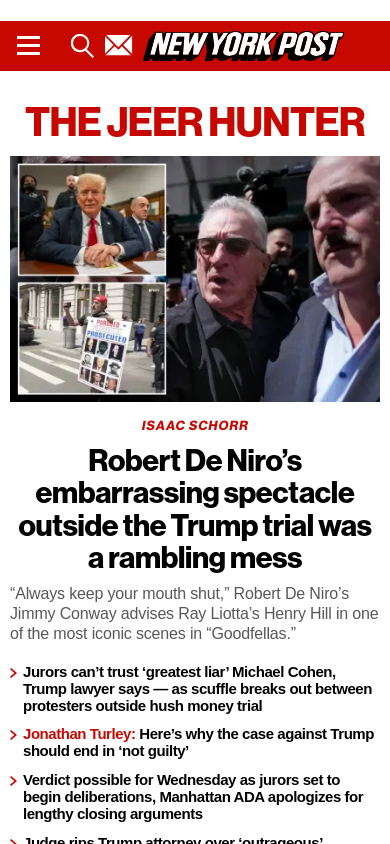 NEW YORK POST
THE JEER HUNTER
PROSECUTED
ISAAC SCHORR
Robert De Niro’s
embarrassing spectacle
outside the Trump trial was
a rambling mess
“Always keep your mouth shut,” Robert De Niro’s
Jimmy Conway advises Ray Liotta’s Henry Hill in one
of the most iconic scenes in “Goodfellas.”
Jurors can’t trust ‘greatest liar’ Michael Cohen,
Trump lawyer says — as scuffle breaks out between
protesters outside hush money trial
Jonathan Turley: Here’s why the case against Trump
should end in ‘not guilty’
Verdict possible for Wednesday as jurors set to
begin deliberations, Manhattan ADA apologizes for
lengthy closing arguments
Judge rips Trump attorney over ‘outrageous’